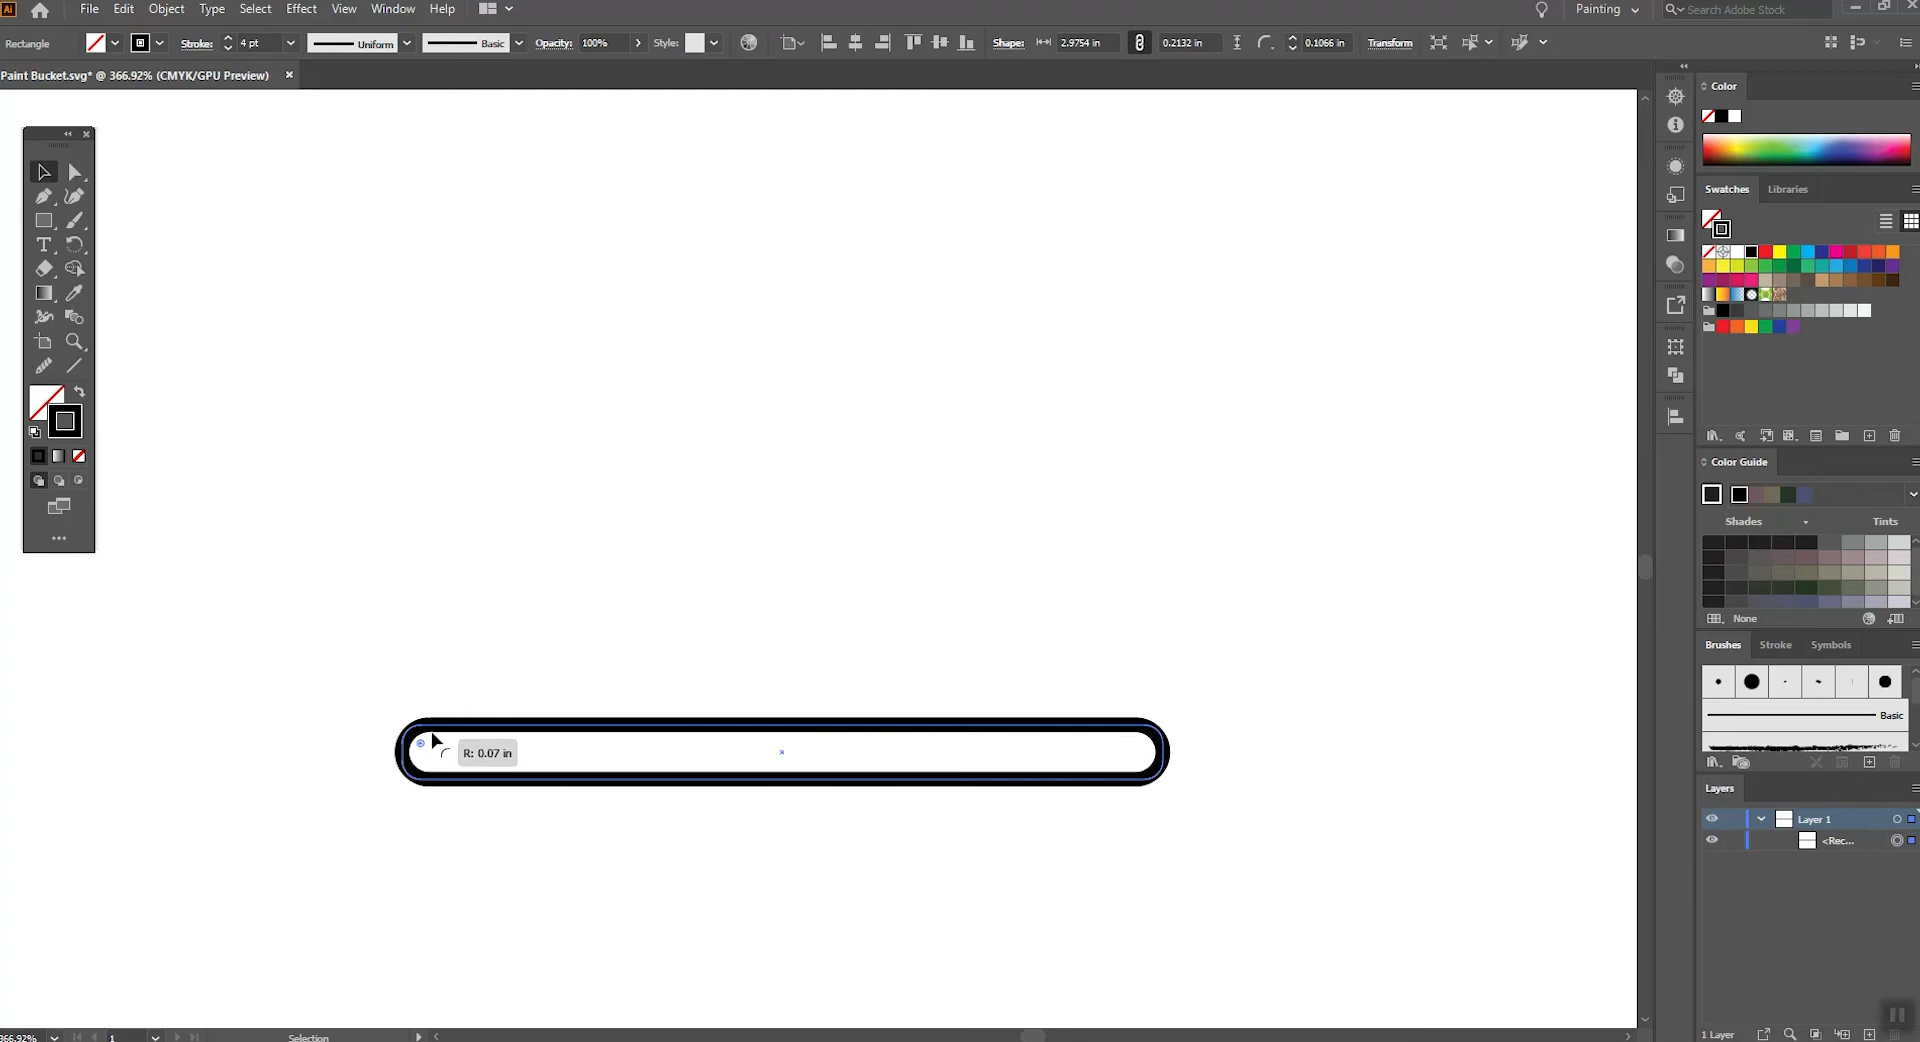 Ai File Edit Object Type Select Effect View Window Help Painting Search Adobe Stock
Rectangle Stroke: 4 pt Uniform Basic Opacity: 100% Style: Shape: 2.9754 in 0.2132 in 0.1066 in Transform
Paint Bucket.svg* @ 366.92% (CMYK/GPU Preview)
Color
Swatches Libraries
Color Guide
Shades Tints
None
Brushes Stroke Symbols
Basic
R: 0.07 in
Layers
Layer 1
<Rec...
366.92% 1 Selection 1 Layer